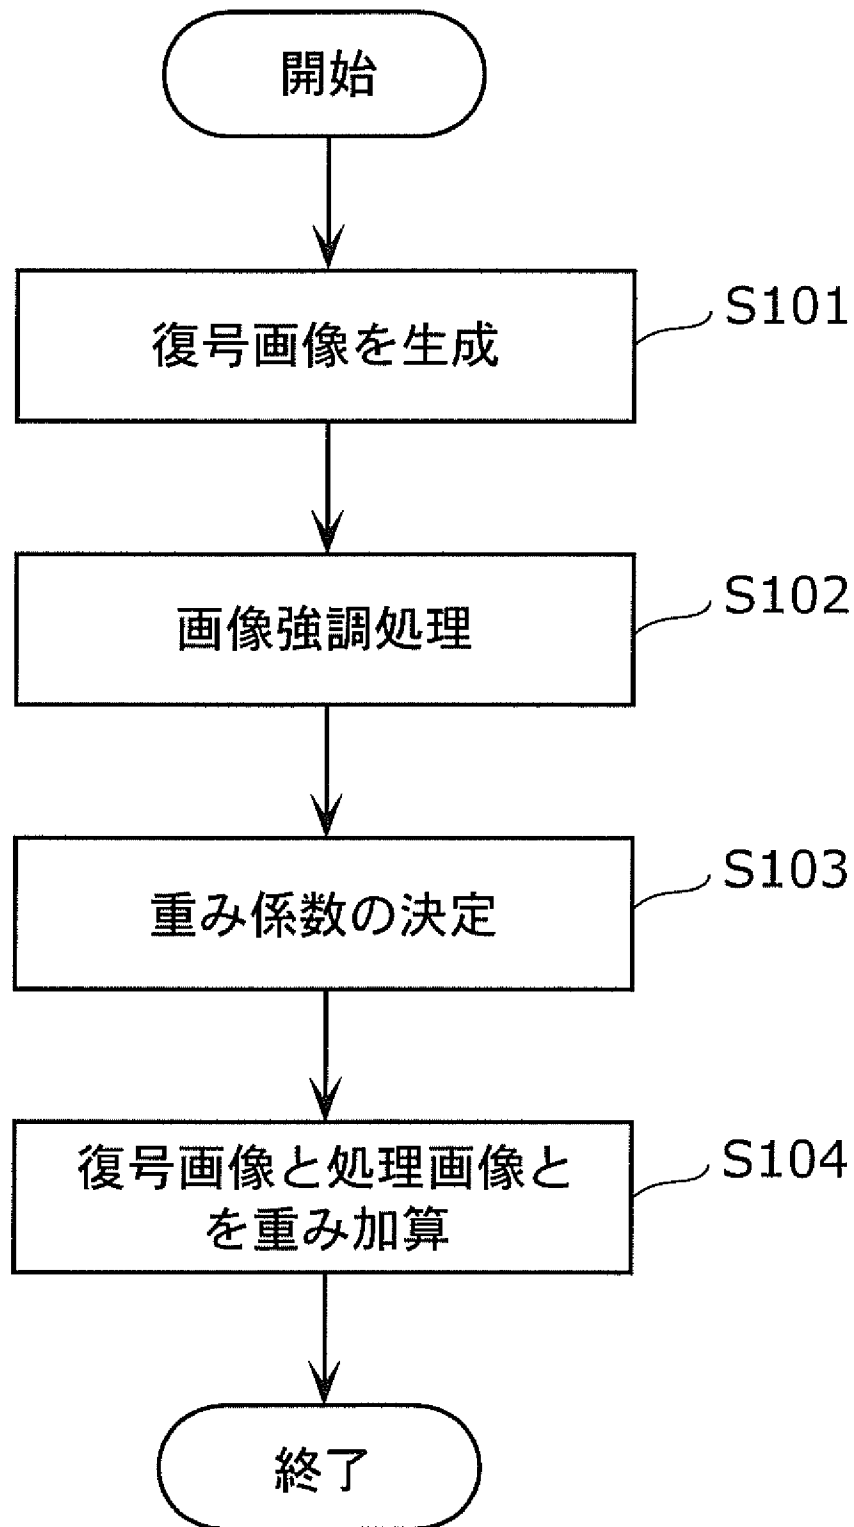 開始
復号画像を生成
S101
画像強調処理
S102
重み係数の決定
S103
復号画像と処理画像と
を重み加算
S104
終了